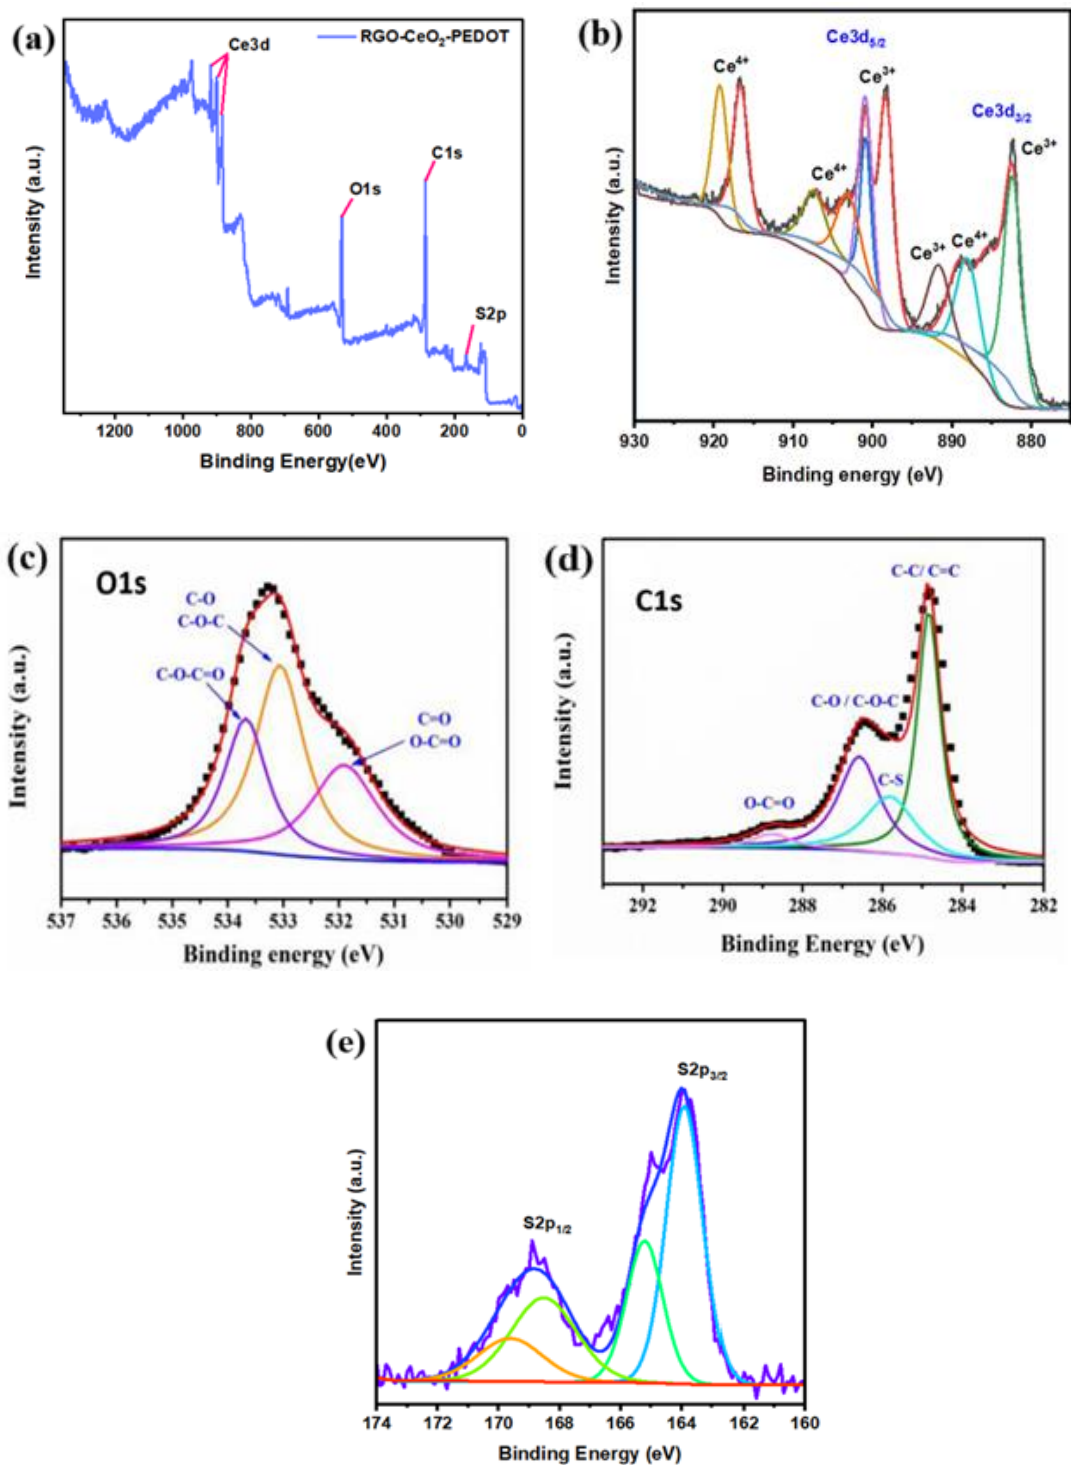 (a)
RGO-CeO₂-PEDOT
Ce3d
C1s
O1s
S2p
Intensity (a.u.)
1200 1000 800 600 400 200 0
Binding Energy(eV)
(b)
Ce3d₅/₂
Ce⁴⁺
Ce³⁺
Ce3d₃/₂
Ce³⁺
Ce⁴⁺
Ce³⁺
Ce⁴⁺
Intensity (a.u.)
930 920 910 900 890 880
Binding energy (eV)
(c)
O1s
C-O
C-O-C
C-O-C=O
C=O
O-C=O
Intensity (a.u.)
537 536 535 534 533 532 531 530 529
Binding energy (eV)
(d)
C1s
C-C/ C=C
C-O / C-O-C
C-S
O-C=O
Intensity (a.u.)
292 290 288 286 284 282
Binding Energy (eV)
(e)
S2p₃/₂
S2p₁/₂
Intensity (a.u.)
174 172 170 168 166 164 162 160
Binding Energy (eV)